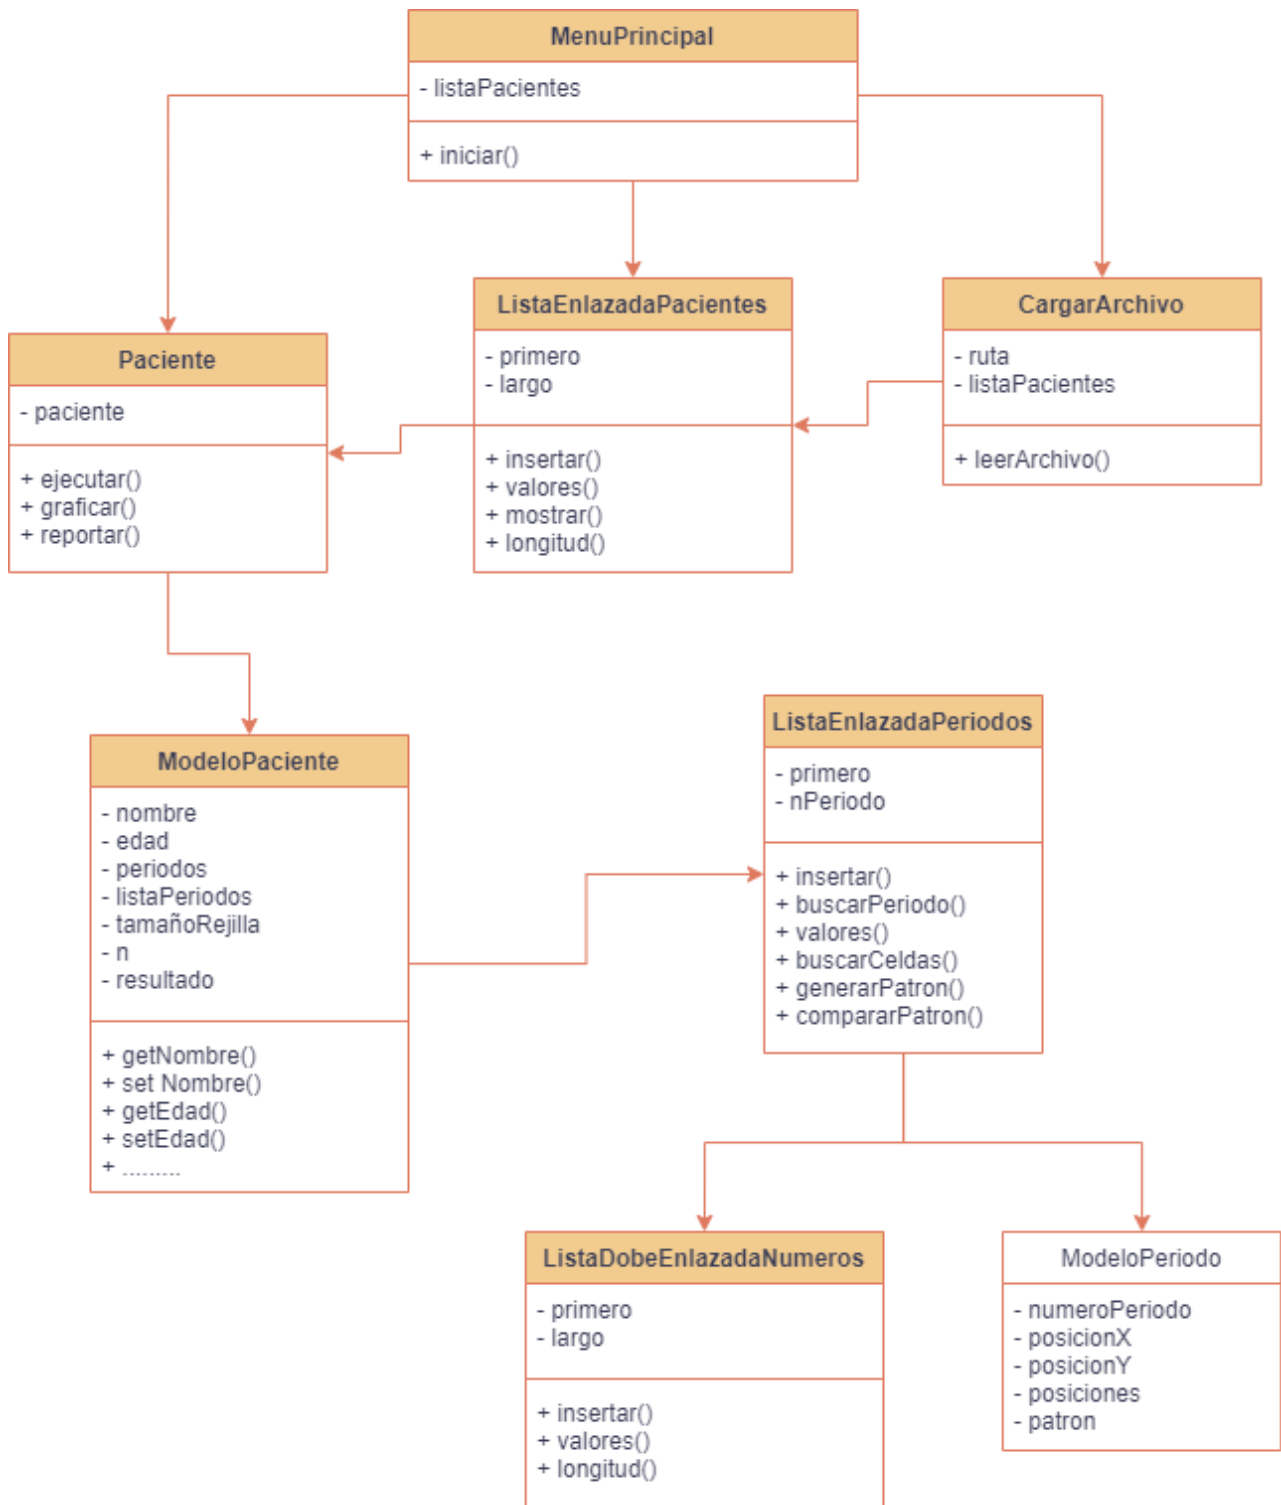 MenuPrincipal
- listaPacientes
+ iniciar()
ListaEnlazadaPacientes
- primero
- largo
+ insertar()
+ valores()
+ mostrar()
+ longitud()
CargarArchivo
- ruta
- listaPacientes
+ leerArchivo()
Paciente
- paciente
+ ejecutar()
+ graficar()
+ reportar()
ModeloPaciente
- nombre
- edad
- periodos
- listaPeriodos
- tamañoRejilla
- n
- resultado
+ getNombre()
+ set Nombre()
+ getEdad()
+ setEdad()
+ .........
ListaEnlazadaPeriodos
- primero
- nPeriodo
+ insertar()
+ buscarPeriodo()
+ valores()
+ buscarCeldas()
+ generarPatron()
+ compararPatron()
ListaDobeEnlazadaNumeros
- primero
- largo
+ insertar()
+ valores()
+ longitud()
ModeloPeriodo
- numeroPeriodo
- posicionX
- posicionY
- posiciones
- patron